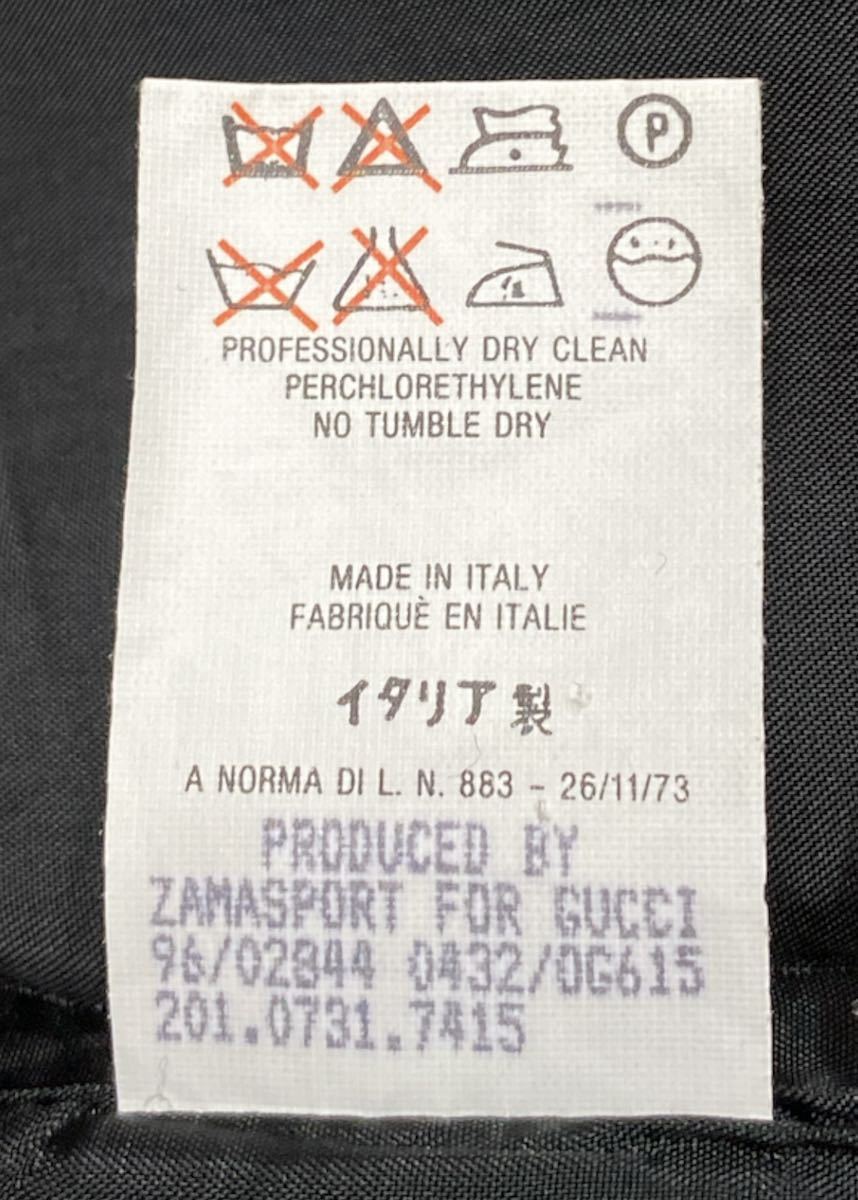 P
PROFESSIONALLY DRY CLEAN
PERCHLORETHYLENE
NO TUMBLE DRY
MADE IN ITALY
FABRIQUÈ EN ITALIE
イタリア製
A NORMA DI L. N. 883 - 26/11/73
PRODUCED BY
ZAMASPORT FOR GUCCI
96/02844 0432/0G615
201.0731.7415